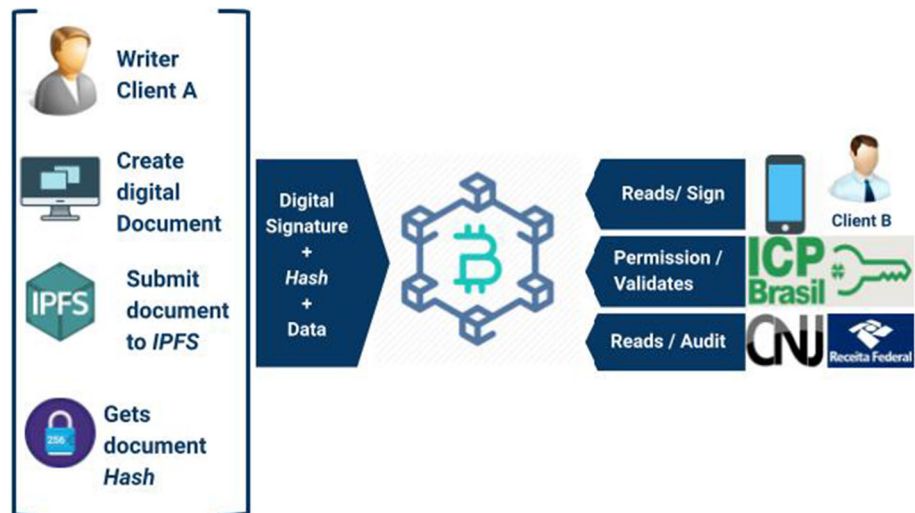 Writer
Client A
Create
digital
Document
IPFS
Submit
document
to IPFS
256
Gets
document
Hash
Digital
Signature
+
Hash
+
Data
Reads/ Sign
Client B
Permission /
Validates
ICP
Brasil
Reads / Audit
CNJ
Receita Federal